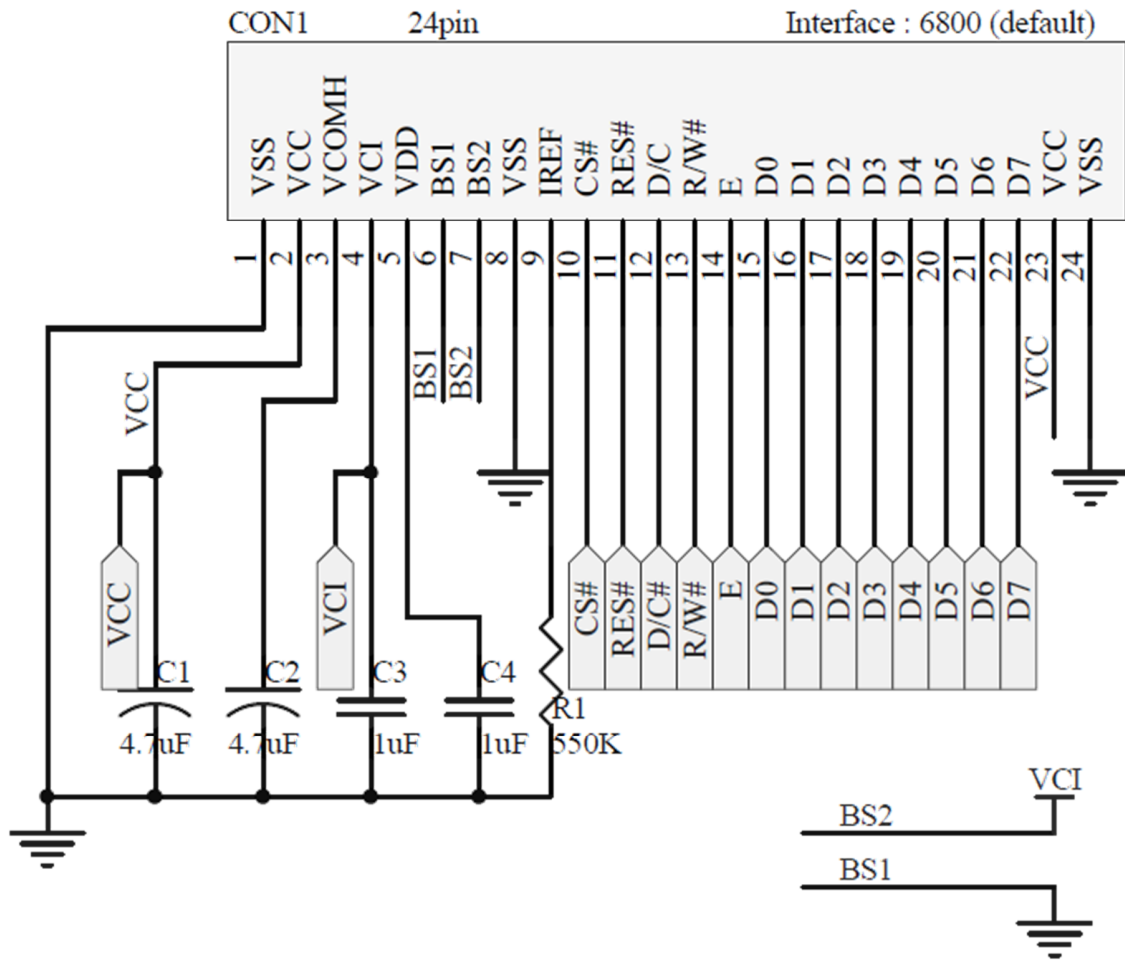 CON1 24pin Interface : 6800 (default)
VSS VCC VCOMH VCI VDD BS1 BS2 VSS IREF CS# RES# D/C R/W# E D0 D1 D2 D3 D4 D5 D6 D7 VCC VSS
1 2 3 4 5 6 7 8 9 10 11 12 13 14 15 16 17 18 19 20 21 22 23 24
VCC BS1 BS2 VCC
VCC VCI CS# RES# D/C# R/W# E D0 D1 D2 D3 D4 D5 D6 D7
C1 C2 C3 C4
R1
4.7uF 4.7uF 1uF 1uF 550K
VCI
BS2
BS1